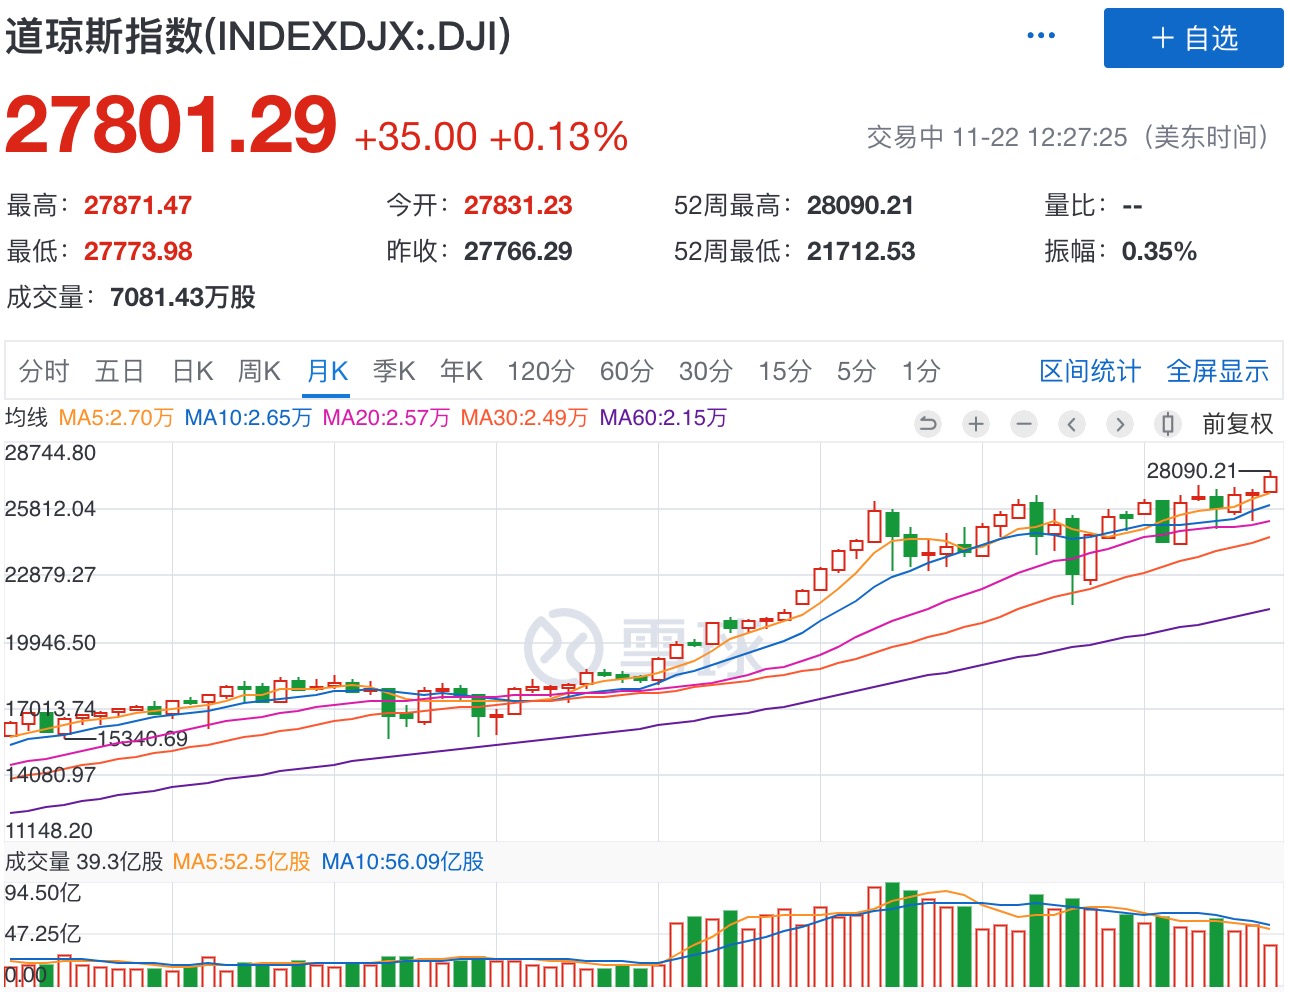 道琼斯指数(INDEXDJX:.DJI)
··· + 自选
27801.29 +35.00 +0.13% 交易中 11-22 12:27:25（美东时间）
最高：27871.47 今开：27831.23 52周最高：28090.21 量比：--
最低：27773.98 昨收：27766.29 52周最低：21712.53 振幅：0.35%
成交量：7081.43万股
分时 五日 日K 周K 月K 季K 年K 120分 60分 30分 15分 5分 1分 区间统计 全屏显示
均线 MA5:2.70万 MA10:2.65万 MA20:2.57万 MA30:2.49万 MA60:2.15万 前复权
28744.80
28090.21
25812.04
22879.27
19946.50
雪球
17013.74
15340.69
14080.97
11148.20
成交量 39.3亿股 MA5:52.5亿股 MA10:56.09亿股
94.50亿
47.25亿
0.00